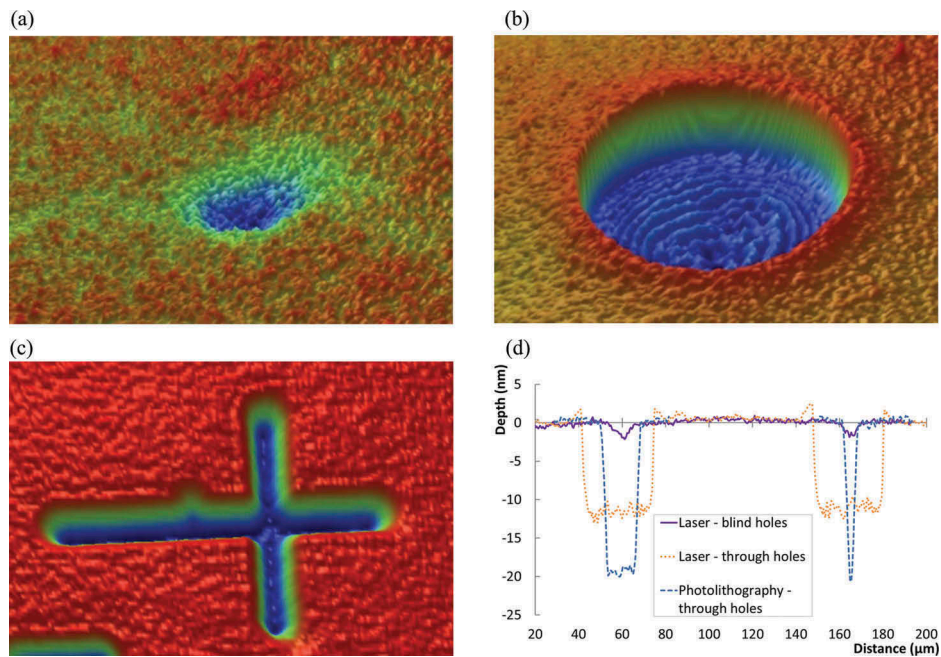 (a)
(b)
(c)
(d)
Depth (nm)
5
0
-5
-10
-15
-20
-25
Laser - blind holes
Laser - through holes
Photolithography -
through holes
20
40
60
80
100
120
140
160
180
200
Distance (µm)